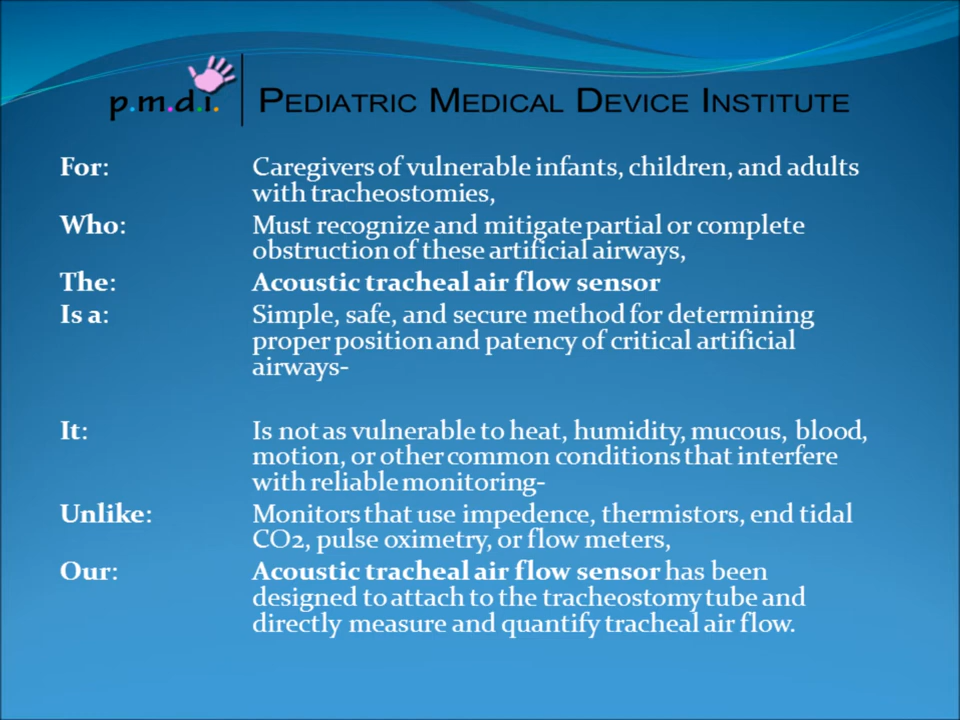 p.m.d.i. PEDIATRIC MEDICAL DEVICE INSTITUTE
For: Caregivers of vulnerable infants, children, and adults
with tracheostomies,
Who: Must recognize and mitigate partial or complete
obstruction of these artificial airways,
The: Acoustic tracheal air flow sensor
Is a: Simple, safe, and secure method for determining
proper position and patency of critical artificial
airways-
It: Is not as vulnerable to heat, humidity, mucous, blood,
motion, or other common conditions that interfere
with reliable monitoring-
Unlike: Monitors that use impedence, thermistors, end tidal
CO2, pulse oximetry, or flow meters,
Our: Acoustic tracheal air flow sensor has been
designed to attach to the tracheostomy tube and
directly measure and quantify tracheal air flow.